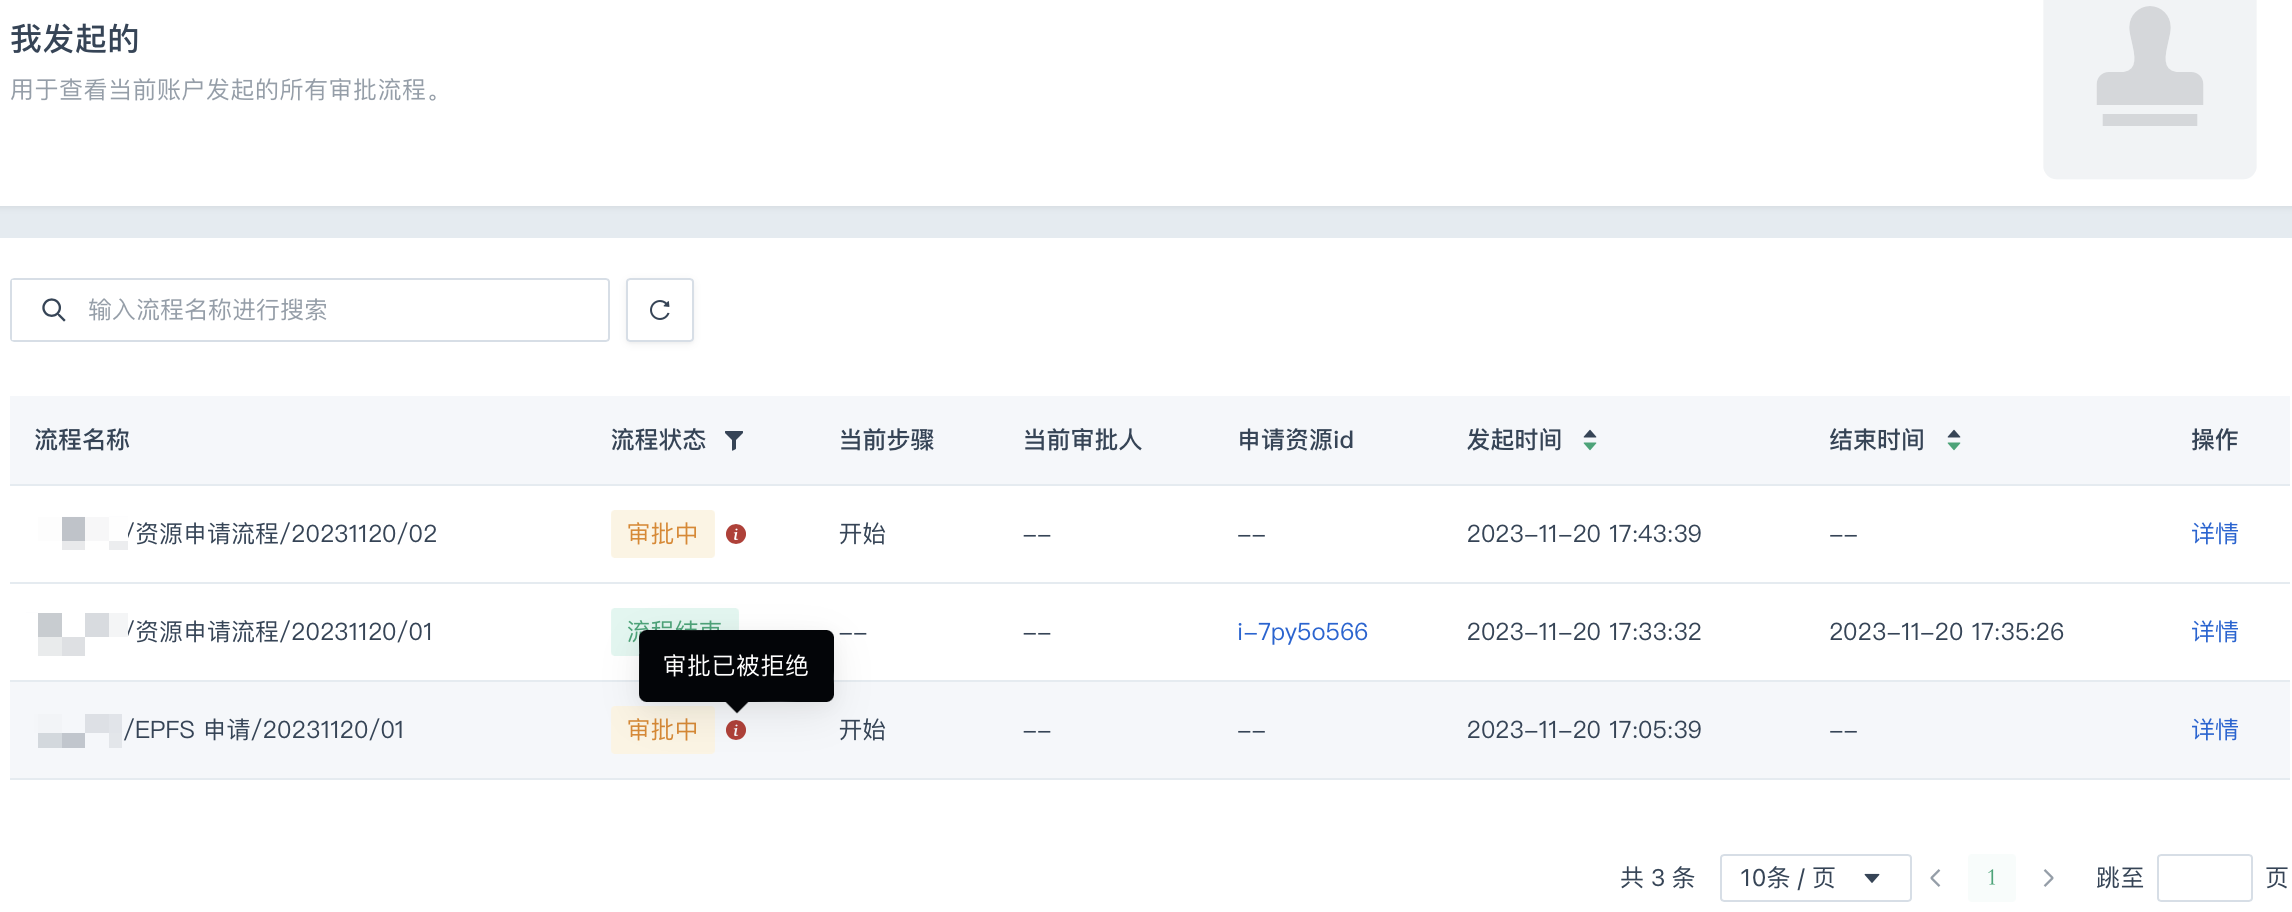 我发起的
用于查看当前账户发起的所有审批流程。
输入流程名称进行搜索
流程名称 流程状态 当前步骤 当前审批人 申请资源id 发起时间 结束时间 操作
/资源申请流程/20231120/02 审批中 开始 -- -- 2023-11-20 17:43:39 -- 详情
/资源申请流程/20231120/01 流程结束 -- -- i-7py5o566 2023-11-20 17:33:32 2023-11-20 17:35:26 详情
审批已被拒绝
/EPFS 申请/20231120/01 审批中 开始 -- -- 2023-11-20 17:05:39 -- 详情
共 3 条 10条 / 页 1 跳至 页